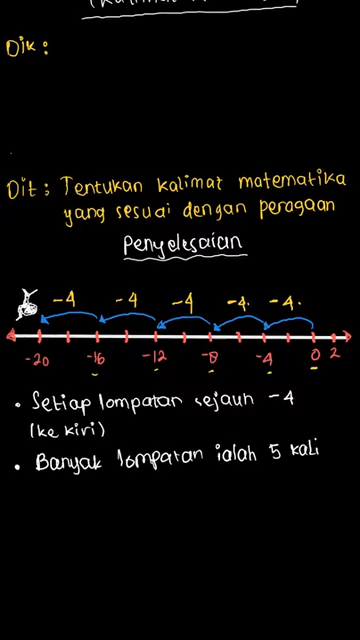 Dik :
Dit : Tentukan kalimat matematika
yang sesuai dengan peragaan
Penyelesaian
-4 -4 -4 -4. -4.
-20 -16 -12 -8 -4 0 2
• Setiap lompatan sejauh -4
(ke kiri)
• Banyak lompatan ialah 5 kali